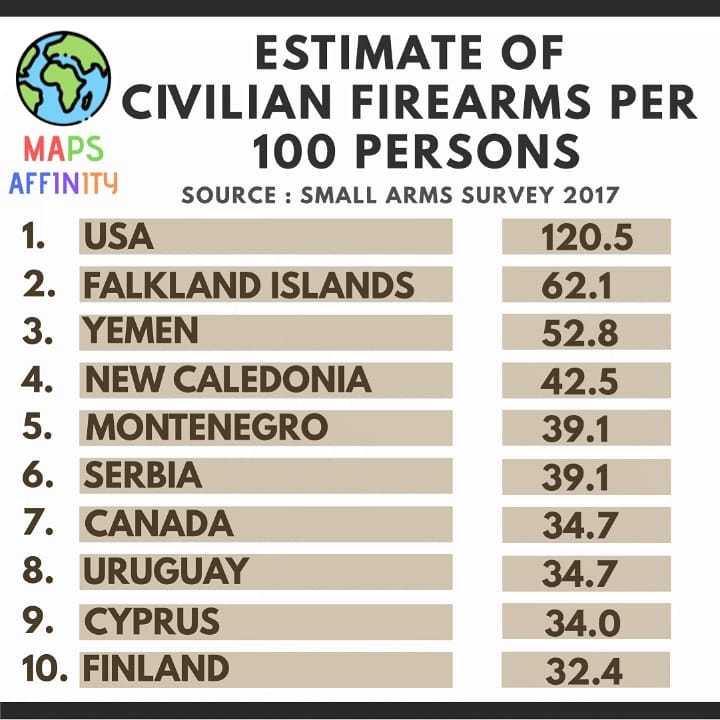 ESTIMATE OF
CIVILIAN FIREARMS PER
100 PERSONS
MAPS
AFFINITY
SOURCE : SMALL ARMS SURVEY 2017
1. USA 120.5
2. FALKLAND ISLANDS 62.1
3. YEMEN 52.8
4. NEW CALEDONIA 42.5
5. MONTENEGRO 39.1
6. SERBIA 39.1
7. CANADA 34.7
8. URUGUAY 34.7
9. CYPRUS 34.0
10. FINLAND 32.4